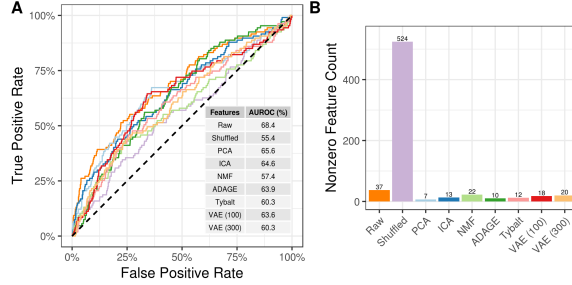 A
True Positive Rate
100%
75%
50%
25%
0%
0%
25%
50%
75%
100%
False Positive Rate
Features AUROC (%)
Raw 68.4
Shuffled 55.4
PCA 65.6
ICA 64.6
NMF 57.4
ADAGE 63.9
Tybalt 60.3
VAE (100) 63.6
VAE (300) 60.3
B
Nonzero Feature Count
400
200
0
37
524
7
13
22
10
12
18
20
Raw
Shuffled
PCA
ICA
NMF
ADAGE
Tybalt
VAE (100)
VAE (300)